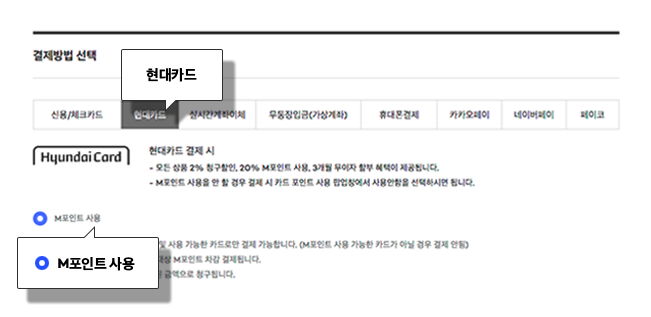 결제방법 선택
현대카드
신용/체크카드 현대카드 실시간계좌이체 무통장입금(가상계좌) 휴대폰결제 카카오페이 네이버페이 페이코
Hyundai Card
현대카드 결제 시
- 모든 상품 2% 청구할인, 20% M포인트 사용, 3개월 무이자 할부 혜택이 제공됩니다.
- M포인트 사용을 안 할 경우 결제 시 카드 포인트 사용 팝업창에서 사용안함을 선택하시면 됩니다.
M포인트 사용
M포인트 사용
및 사용 가능한 카드로만 결제 가능합니다. (M포인트 사용 가능한 카드가 아닐 경우 결제 안됨)
대상 M포인트 차감 결제됩니다.
금액으로 청구됩니다.